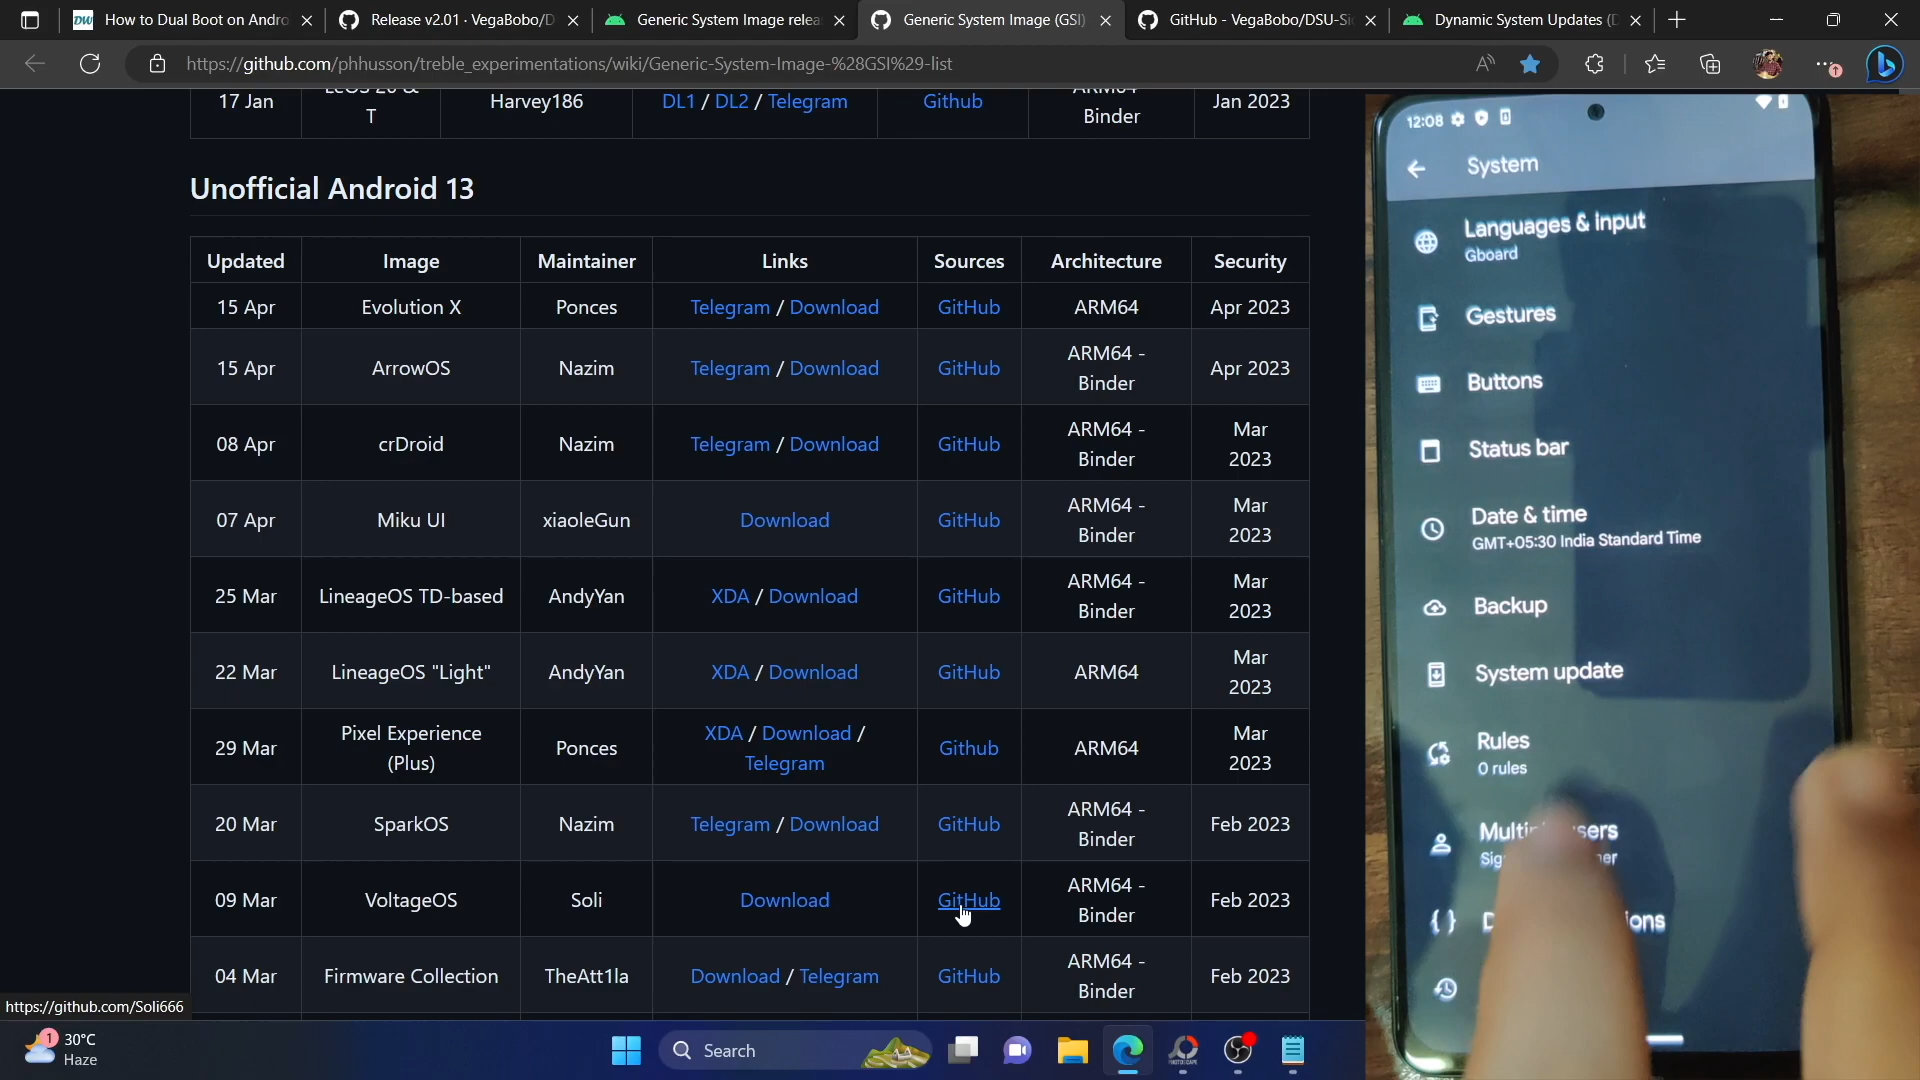 How to Dual Boot on Andro
Release v2.01 · VegaBobo/D
Generic System Image relea
Generic System Image (GSI)
GitHub - VegaBobo/DSU-Si
Dynamic System Updates (D
https://github.com/phhusson/treble_experimentations/wiki/Generic-System-Image-%28GSI%29-list
17 Jan
T
Harvey186
DL1 / DL2 / Telegram
Github
Binder
Jan 2023
Unofficial Android 13
Updated Image Maintainer Links Sources Architecture Security
15 Apr Evolution X Ponces Telegram / Download GitHub ARM64 Apr 2023
15 Apr ArrowOS Nazim Telegram / Download GitHub ARM64 -
Binder Apr 2023
08 Apr crDroid Nazim Telegram / Download GitHub ARM64 -
Binder Mar
2023
07 Apr Miku UI xiaoleGun Download GitHub ARM64 -
Binder Mar
2023
25 Mar LineageOS TD-based AndyYan XDA / Download GitHub ARM64 -
Binder Mar
2023
22 Mar LineageOS "Light" AndyYan XDA / Download GitHub ARM64 Mar
2023
29 Mar Pixel Experience
(Plus) Ponces XDA / Download /
Telegram Github ARM64 Mar
2023
20 Mar SparkOS Nazim Telegram / Download GitHub ARM64 -
Binder Feb 2023
09 Mar VoltageOS Soli Download GitHub ARM64 -
Binder Feb 2023
04 Mar Firmware Collection TheAtt1la Download / Telegram GitHub ARM64 -
Binder Feb 2023
https://github.com/Soli666
1
30°C
Haze
Search
12:08
System
Languages & input
Gboard
Gestures
Buttons
Status bar
Date & time
GMT+05:30 India Standard Time
Backup
System update
Rules
0 rules